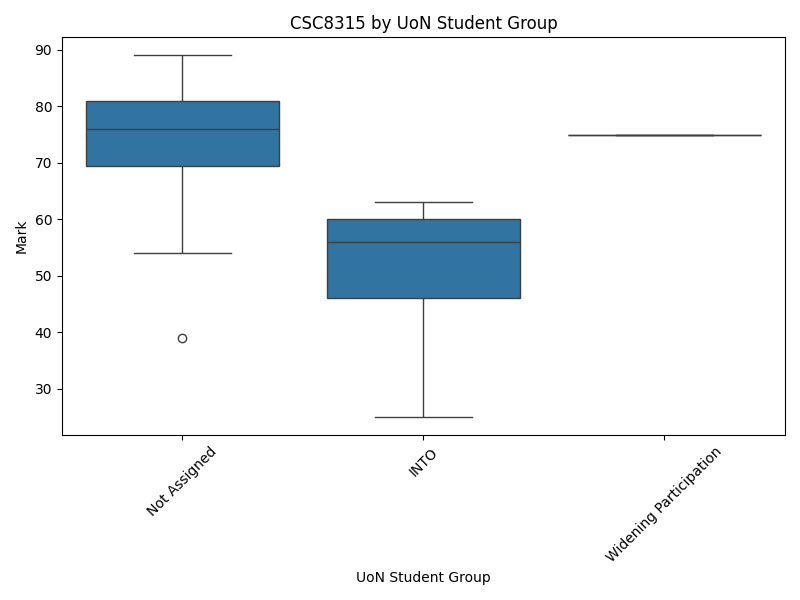 CSC8315 by UoN Student Group
Mark
90
80
70
60
50
40
30
Not Assigned
INTO
Widening Participation
UoN Student Group